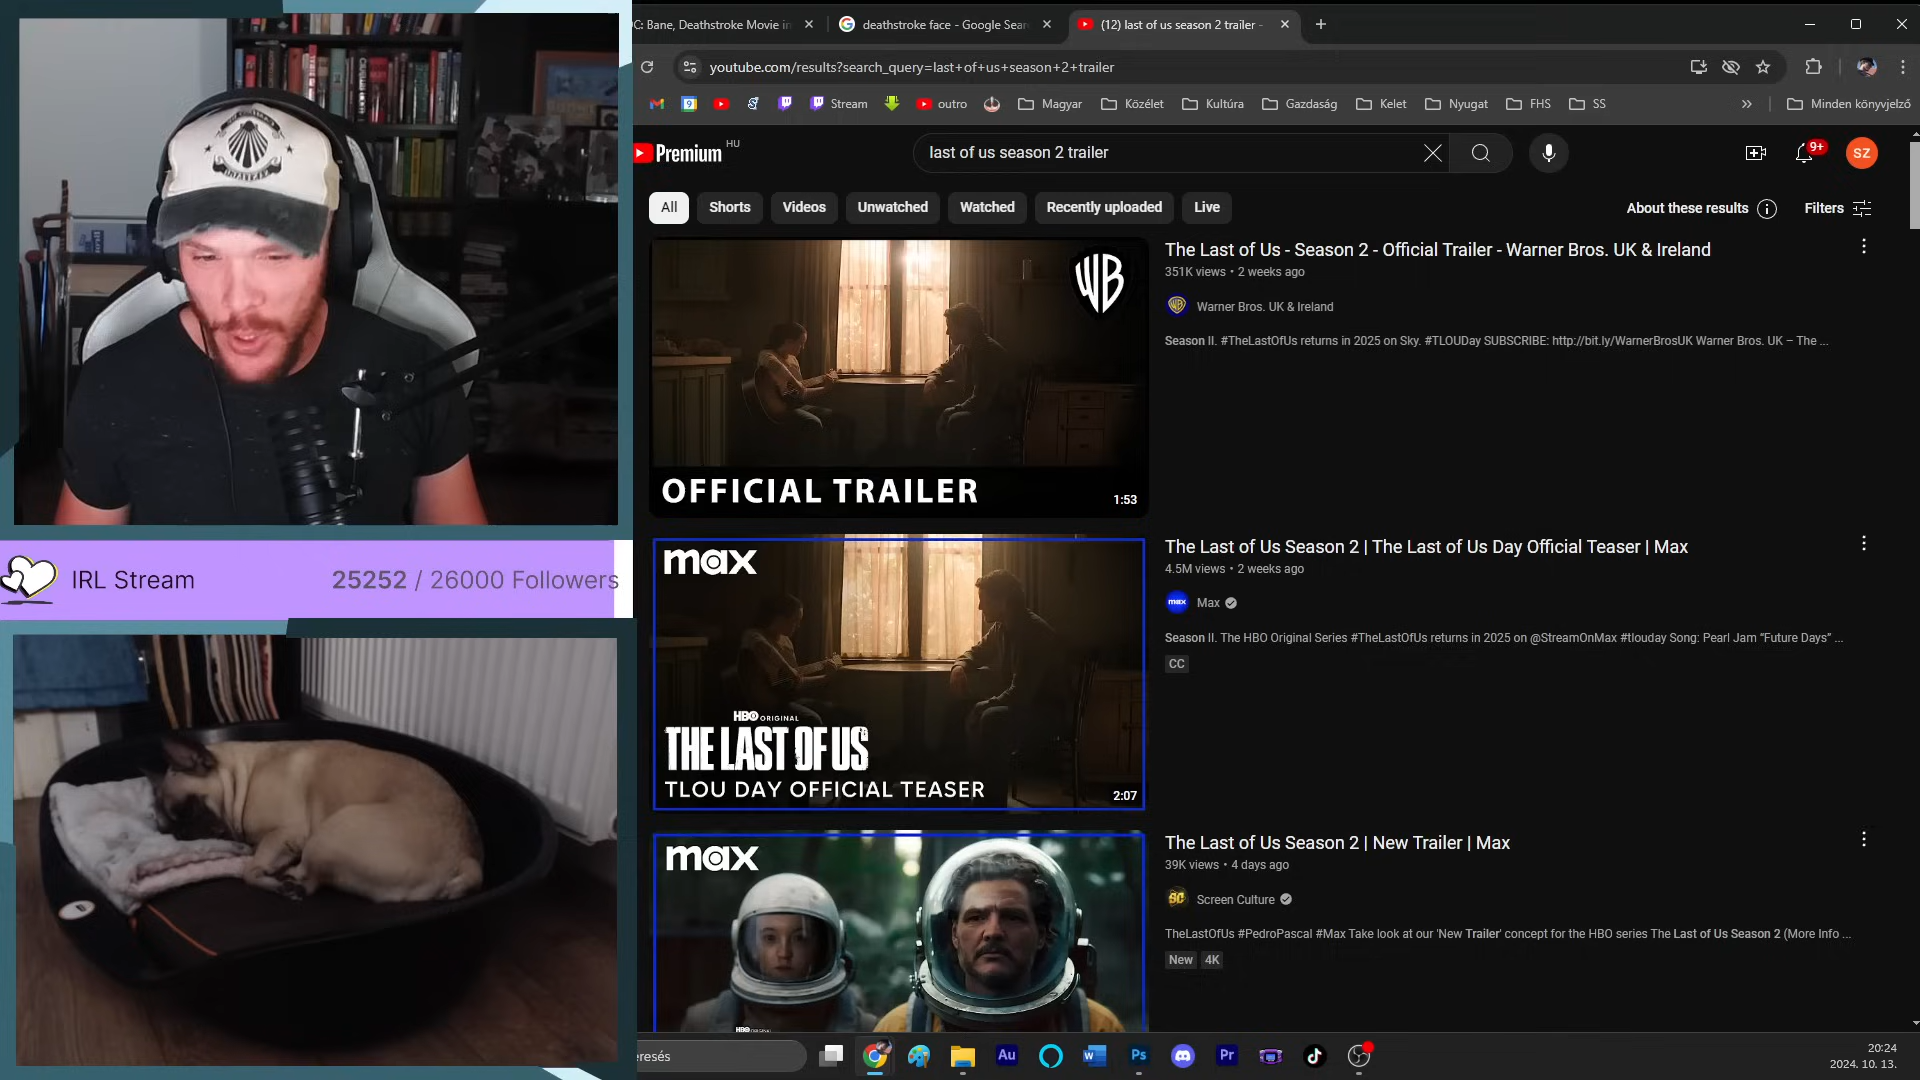 C: Bane, Deathstroke Movie in
deathstroke face - Google Sear
(12) last of us season 2 trailer -
youtube.com/results?search_query=last+of+us+season+2+trailer
Stream
outro
Magyar
Közélet
Kultúra
Gazdaság
Kelet
Nyugat
FHS
SS
Minden könyvjelző
Premium HU
last of us season 2 trailer
9+
SZ
All
Shorts
Videos
Unwatched
Watched
Recently uploaded
Live
About these results
Filters
OFFICIAL TRAILER
1:53
The Last of Us - Season 2 - Official Trailer - Warner Bros. UK & Ireland
351K views • 2 weeks ago
Warner Bros. UK & Ireland
Season II. #TheLastOfUs returns in 2025 on Sky. #TLOUDay SUBSCRIBE: http://bit.ly/WarnerBrosUK Warner Bros. UK – The ...
IRL Stream
25252 / 26000 Followers
max
HBO ORIGINAL
THE LAST OF US
TLOU DAY OFFICIAL TEASER
2:07
The Last of Us Season 2 | The Last of Us Day Official Teaser | Max
4.5M views • 2 weeks ago
max
Max
Season II. The HBO Original Series #TheLastOfUs returns in 2025 on @StreamOnMax #tlouday Song: Pearl Jam “Future Days” ...
CC
max
HBO ORIGINAL
The Last of Us Season 2 | New Trailer | Max
39K views • 4 days ago
SC
Screen Culture
TheLastOfUs #PedroPascal #Max Take look at our 'New Trailer' concept for the HBO series The Last of Us Season 2 (More Info ...
New
4K
eresés
Au
Ps
Pr
20:24
2024. 10. 13.